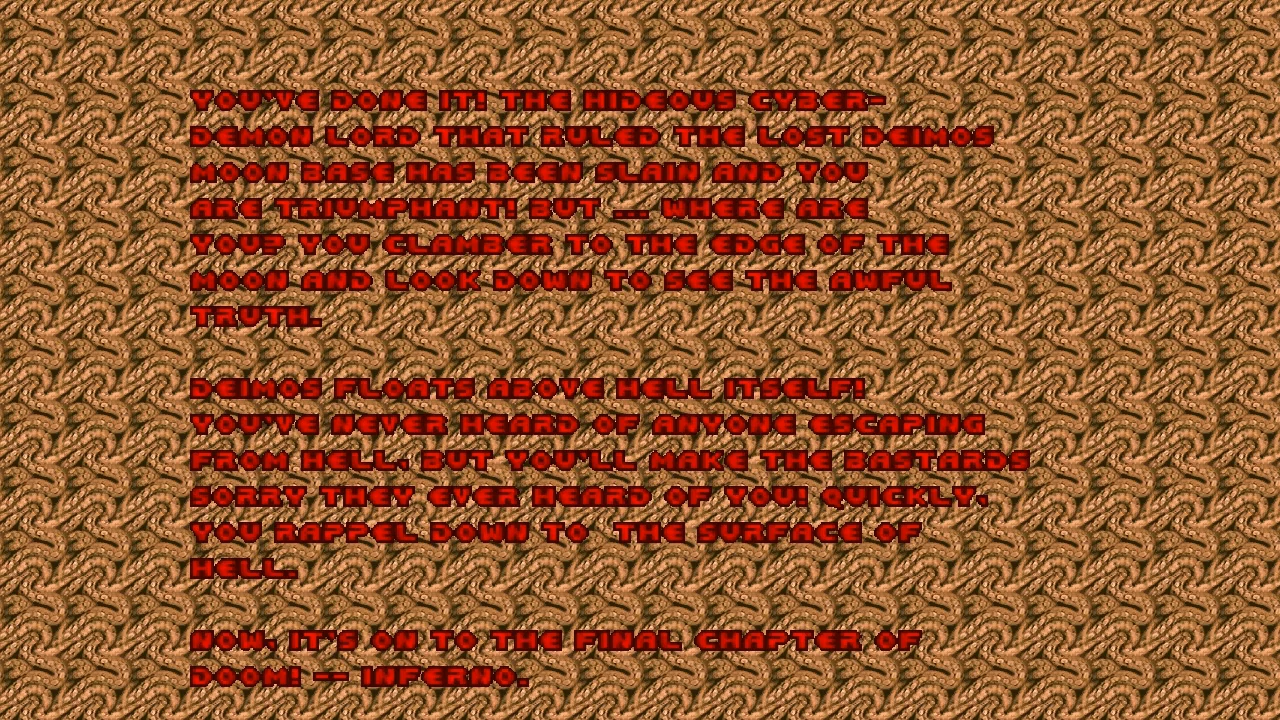 YOU'VE DONE IT! THE HIDEOUS CYBER-
DEMON LORD THAT RULED THE LOST DEIMOS
MOON BASE HAS BEEN SLAIN AND YOU
ARE TRIUMPHANT! BUT ... WHERE ARE
YOU? YOU CLAMBER TO THE EDGE OF THE
MOON AND LOOK DOWN TO SEE THE AWFUL
TRUTH.
DEIMOS FLOATS ABOVE HELL ITSELF!
YOU'VE NEVER HEARD OF ANYONE ESCAPING
FROM HELL, BUT YOU'LL MAKE THE BASTARDS
SORRY THEY EVER HEARD OF YOU! QUICKLY,
YOU RAPPEL DOWN TO  THE SURFACE OF
HELL.
NOW, IT'S ON TO THE FINAL CHAPTER OF
DOOM! -- INFERNO.